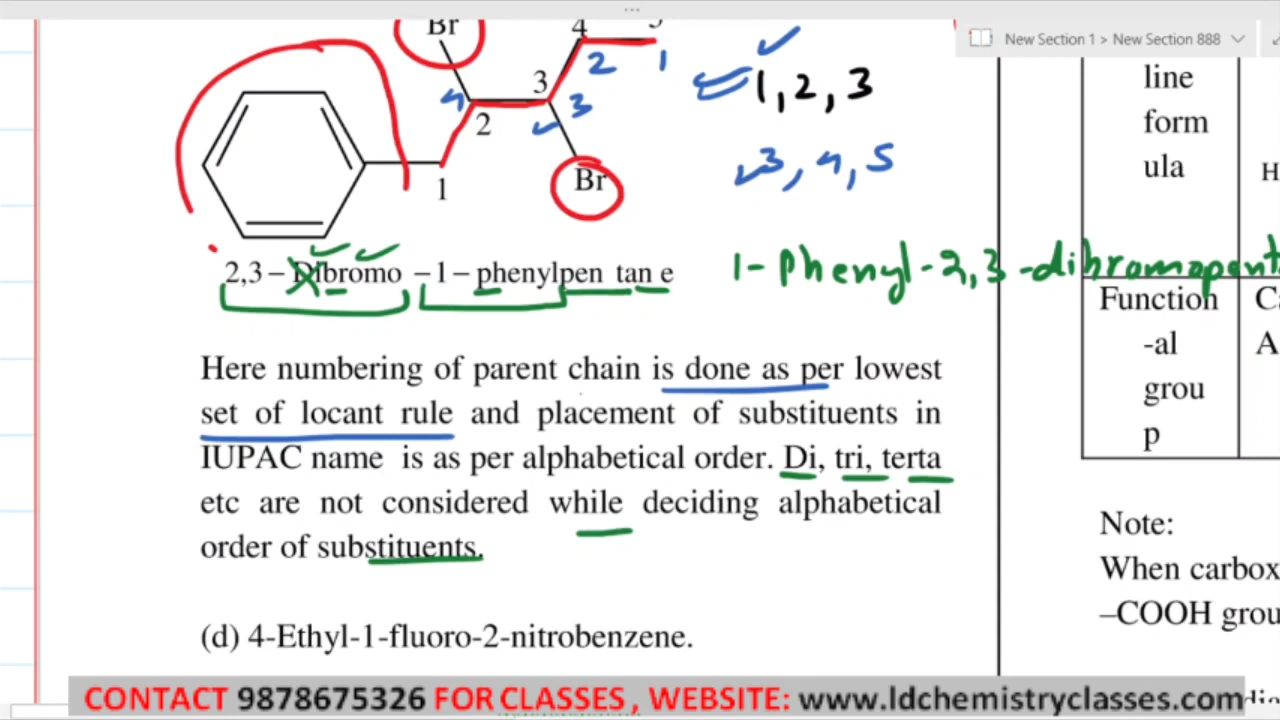 ...
Br
4
2 1
New Section 1 > New Section 888
3
4
3
2
1, 2, 3
line
form
ula
3, 4, 5
H
Br
1
2,3 – Dibromo – 1 – phenylpen tan e
1-phenyl-2,3-dibromopent
Function
-al
grou
p
C
A
Here numbering of parent chain is done as per lowest
set of locant rule and placement of substituents in
IUPAC name is as per alphabetical order. Di, tri, terta
etc are not considered while deciding alphabetical
order of substituents.
Note:
When carbox
–COOH grou
(d) 4-Ethyl-1-fluoro-2-nitrobenzene.
CONTACT 9878675326 FOR CLASSES , WEBSITE: www.ldchemistryclasses.com